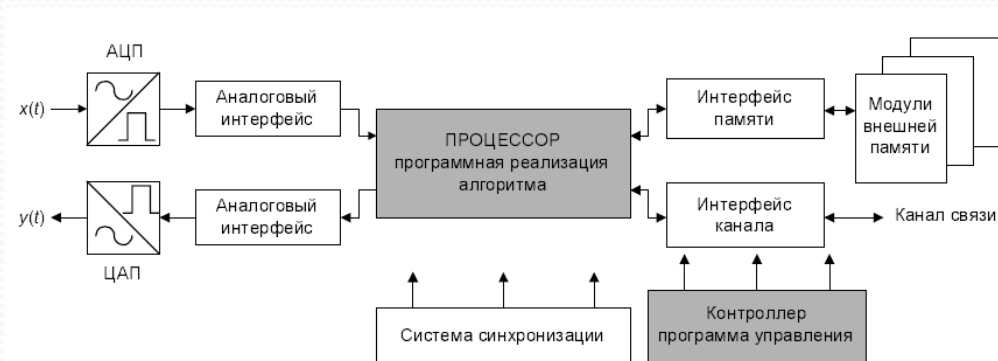 АЦП
x(t)
Аналоговый
интерфейс
ПРОЦЕССОР
программная реализация
алгоритма
Интерфейс
памяти
Модули
внешней
памяти
y(t)
Аналоговый
интерфейс
Интерфейс
канала
Канал связи
ЦАП
Система синхронизации
Контроллер
программа управления